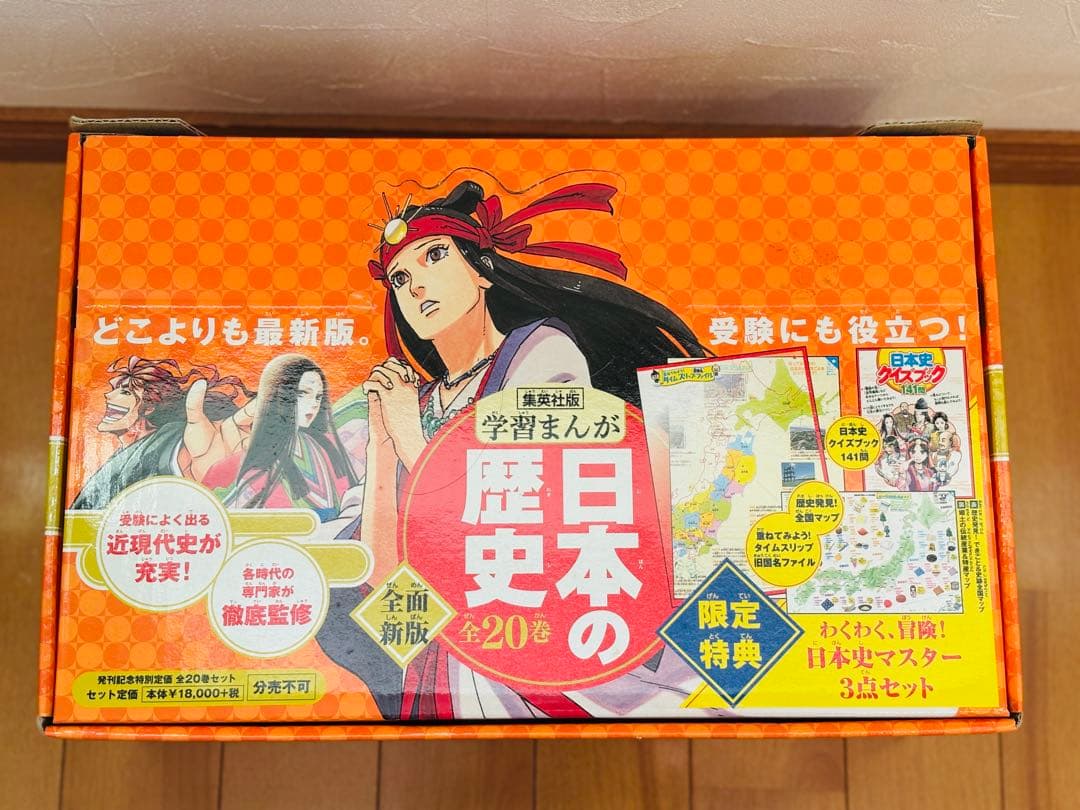 どこよりも最新版。
受験にも役立つ!
集英社版
学習まんが
日本の
歴史
全20巻
全面
新版
受験によく出る
近現代史が
充実!
各時代の
専門家が
徹底監修
発刊記念特別定価 全20巻セット
セット定価 本体¥18,000+税 分売不可
日本史
クイズブック
141問
日本史
クイズブック
141問
歴史発見!
全国マップ
重ねてみよう!
タイムスリップ
旧国名ファイル
限定
特典
わくわく、冒険!
日本史マスター
3点セット